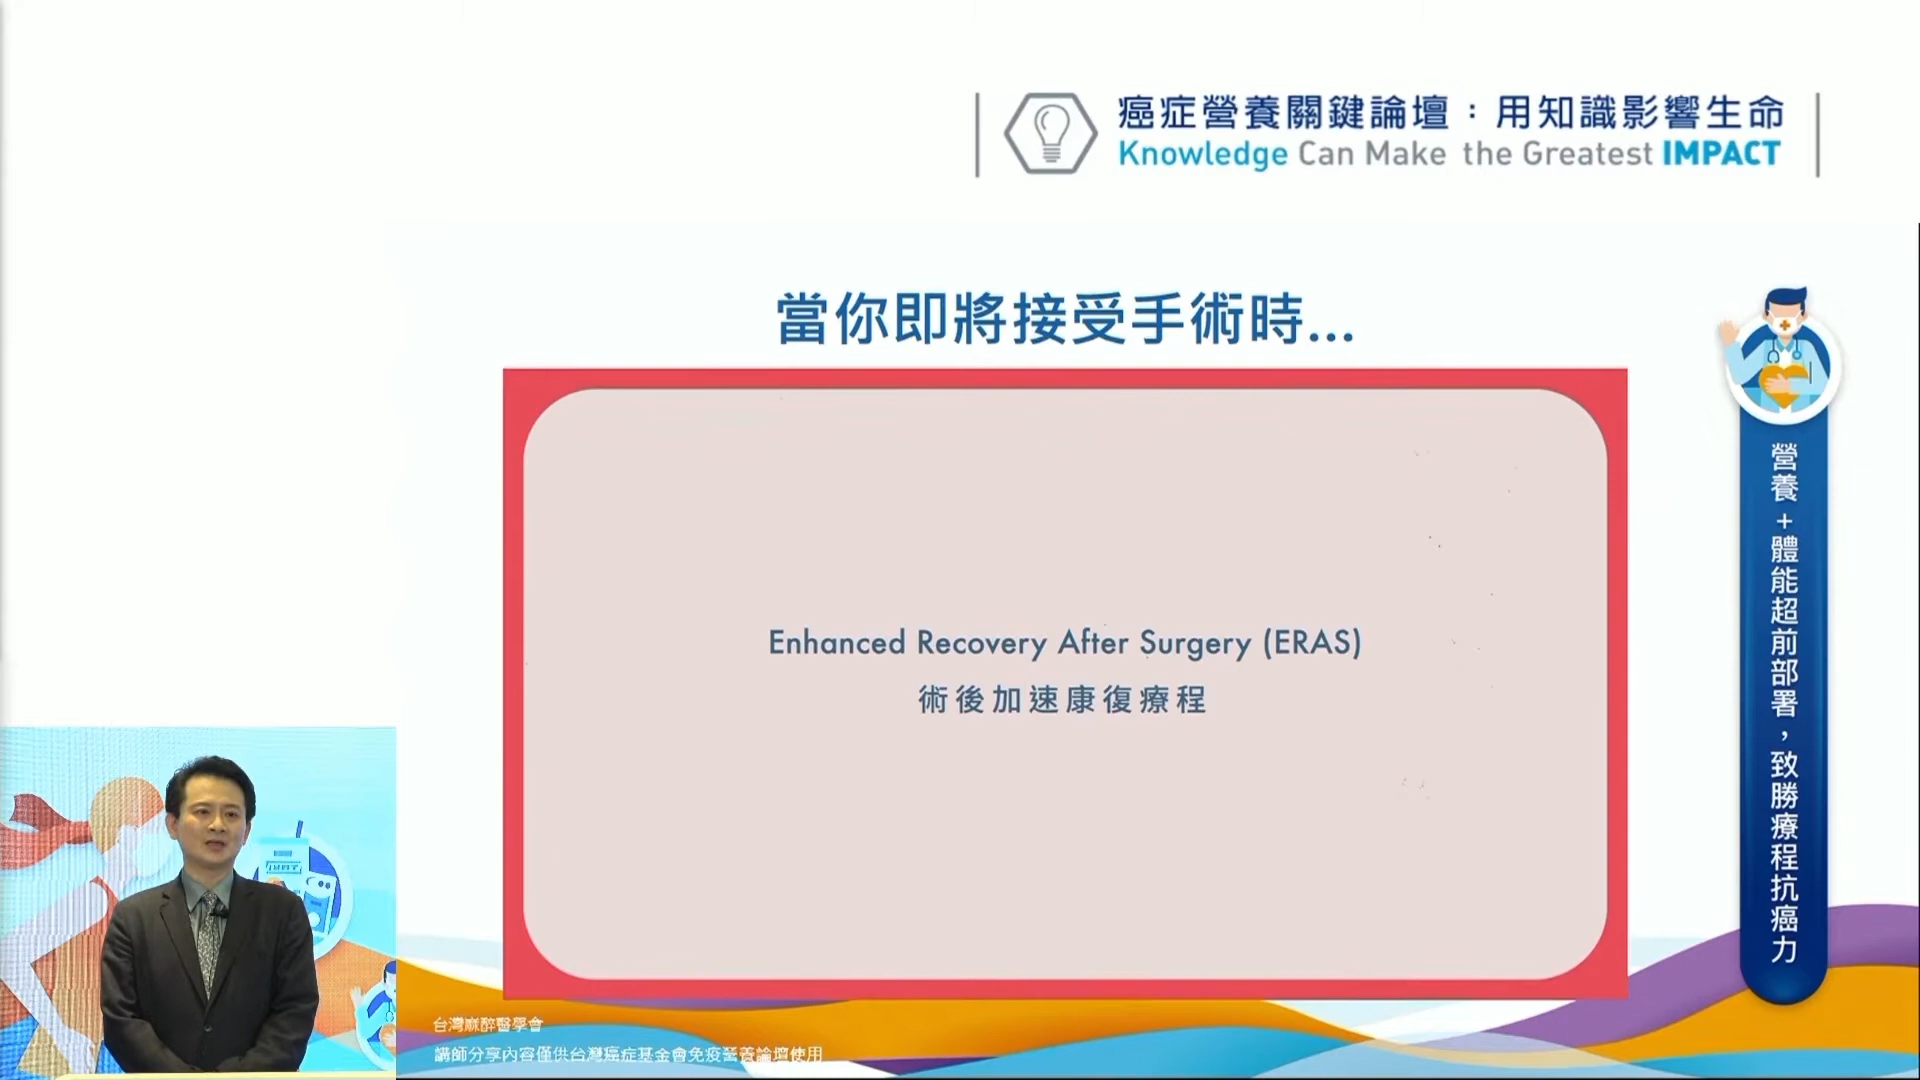 癌症營養關鍵論壇：用知識影響生命
Knowledge Can Make the Greatest IMPACT
當你即將接受手術時...
Enhanced Recovery After Surgery (ERAS)
術後加速康復療程
營養+體能超前部署，致勝療程抗癌力
台灣麻醉醫學會
講師分享內容僅供台灣癌症基金會免疫營養論壇使用